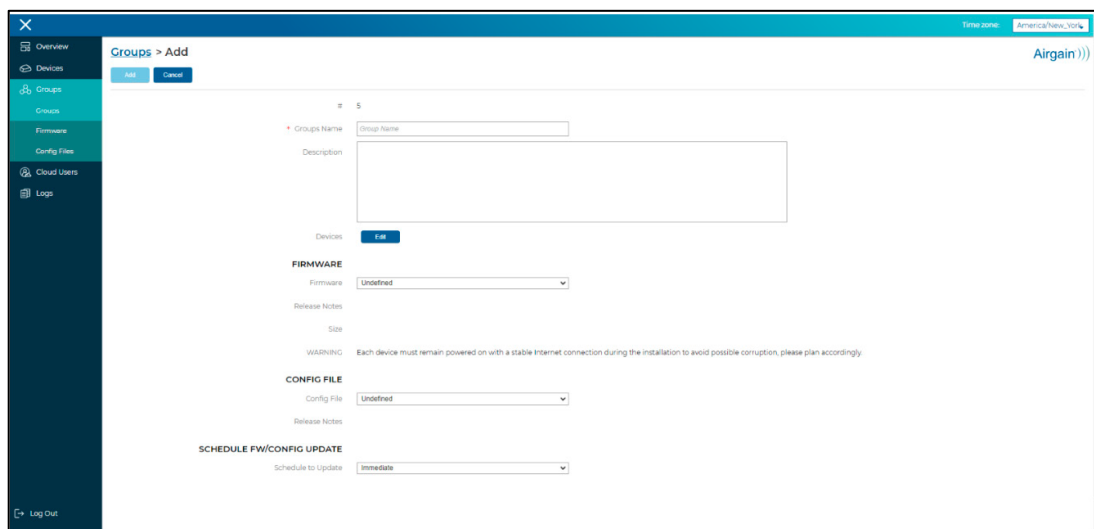 Time zone: America/New_York
Overview
Devices
Groups
Groups
Firmware
Config Files
Cloud Users
Logs
Log Out
Groups > Add
Airgain
Add Cancel
# 5
* Groups Name Group Name
Description
Devices Edit
FIRMWARE
Firmware Undefined
Release Notes
Size
WARNING Each device must remain powered on with a stable Internet connection during the installation to avoid possible corruption, please plan accordingly.
CONFIG FILE
Config File Undefined
Release Notes
SCHEDULE FW/CONFIG UPDATE
Schedule to Update Immediate